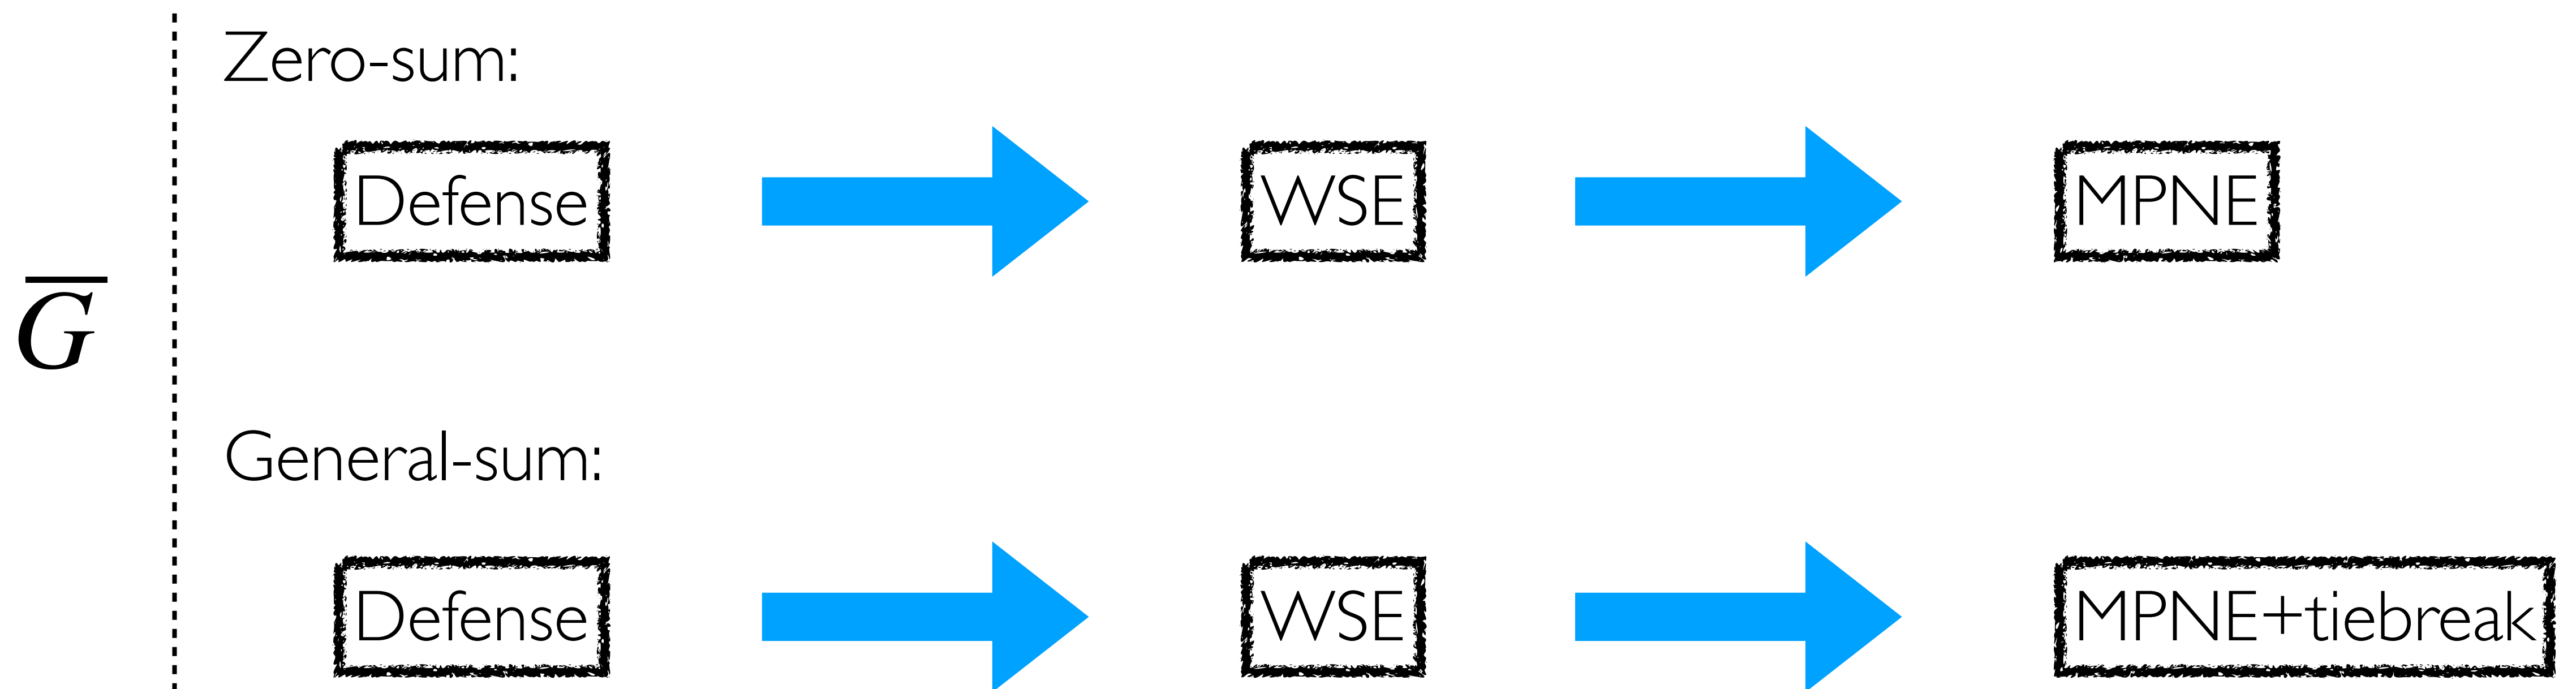 Zero-sum:
Defense WSE MPNE
G̅
General-sum:
Defense WSE MPNE+tiebreak